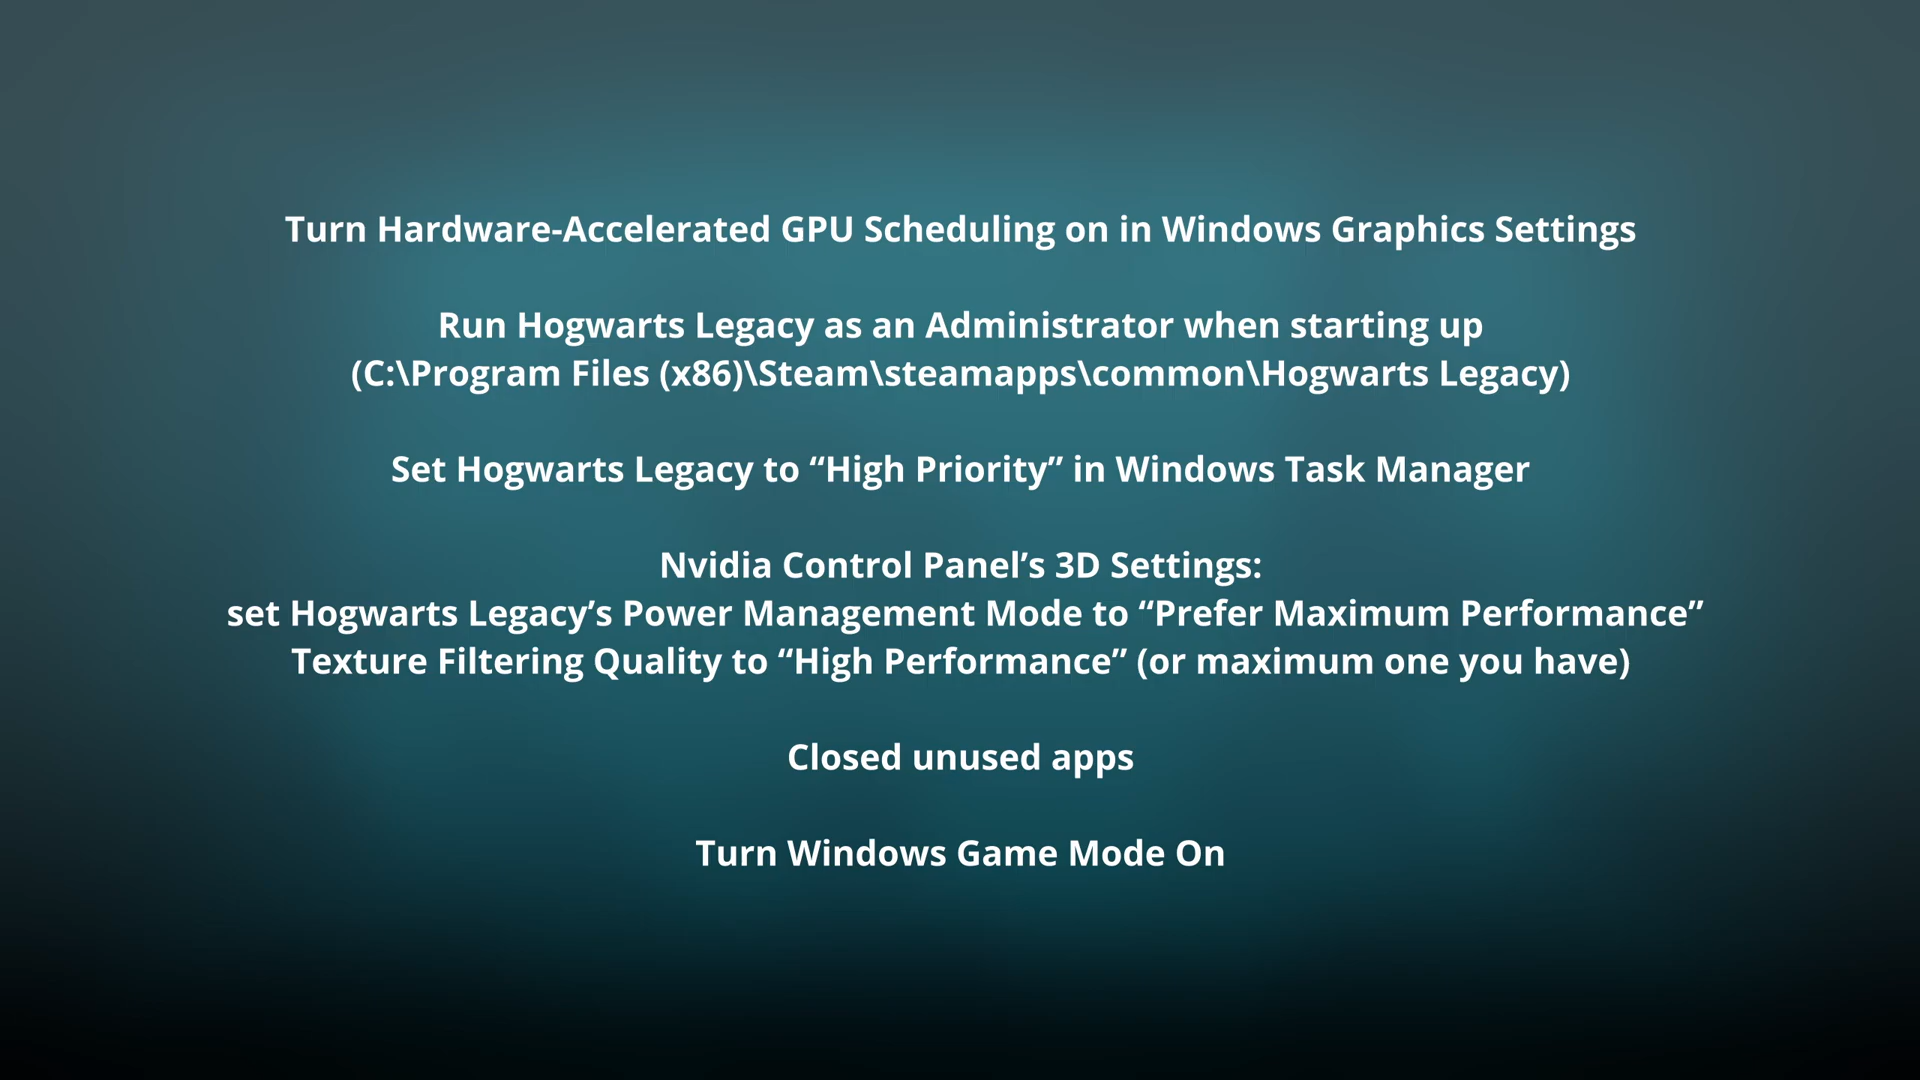 Turn Hardware-Accelerated GPU Scheduling on in Windows Graphics Settings
Run Hogwarts Legacy as an Administrator when starting up
(C:\Program Files (x86)\Steam\steamapps\common\Hogwarts Legacy)
Set Hogwarts Legacy to “High Priority” in Windows Task Manager
Nvidia Control Panel’s 3D Settings:
set Hogwarts Legacy’s Power Management Mode to “Prefer Maximum Performance”
Texture Filtering Quality to “High Performance” (or maximum one you have)
Closed unused apps
Turn Windows Game Mode On